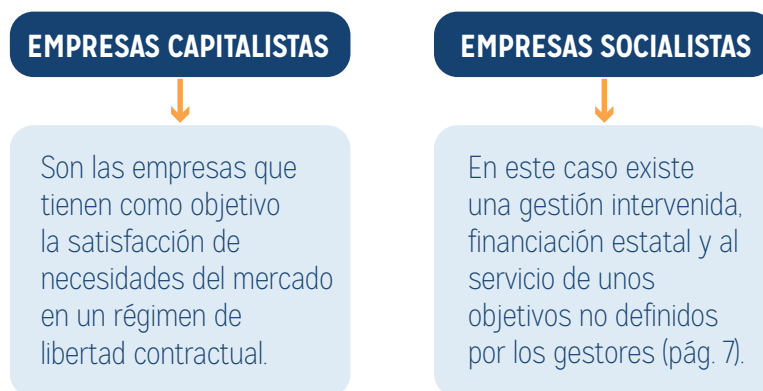 EMPRESAS CAPITALISTAS
Son las empresas que
tienen como objetivo
la satisfacción de
necesidades del mercado
en un régimen de
libertad contractual.
EMPRESAS SOCIALISTAS
En este caso existe
una gestión intervenida,
financiación estatal y al
servicio de unos
objetivos no definidos
por los gestores (pág. 7).